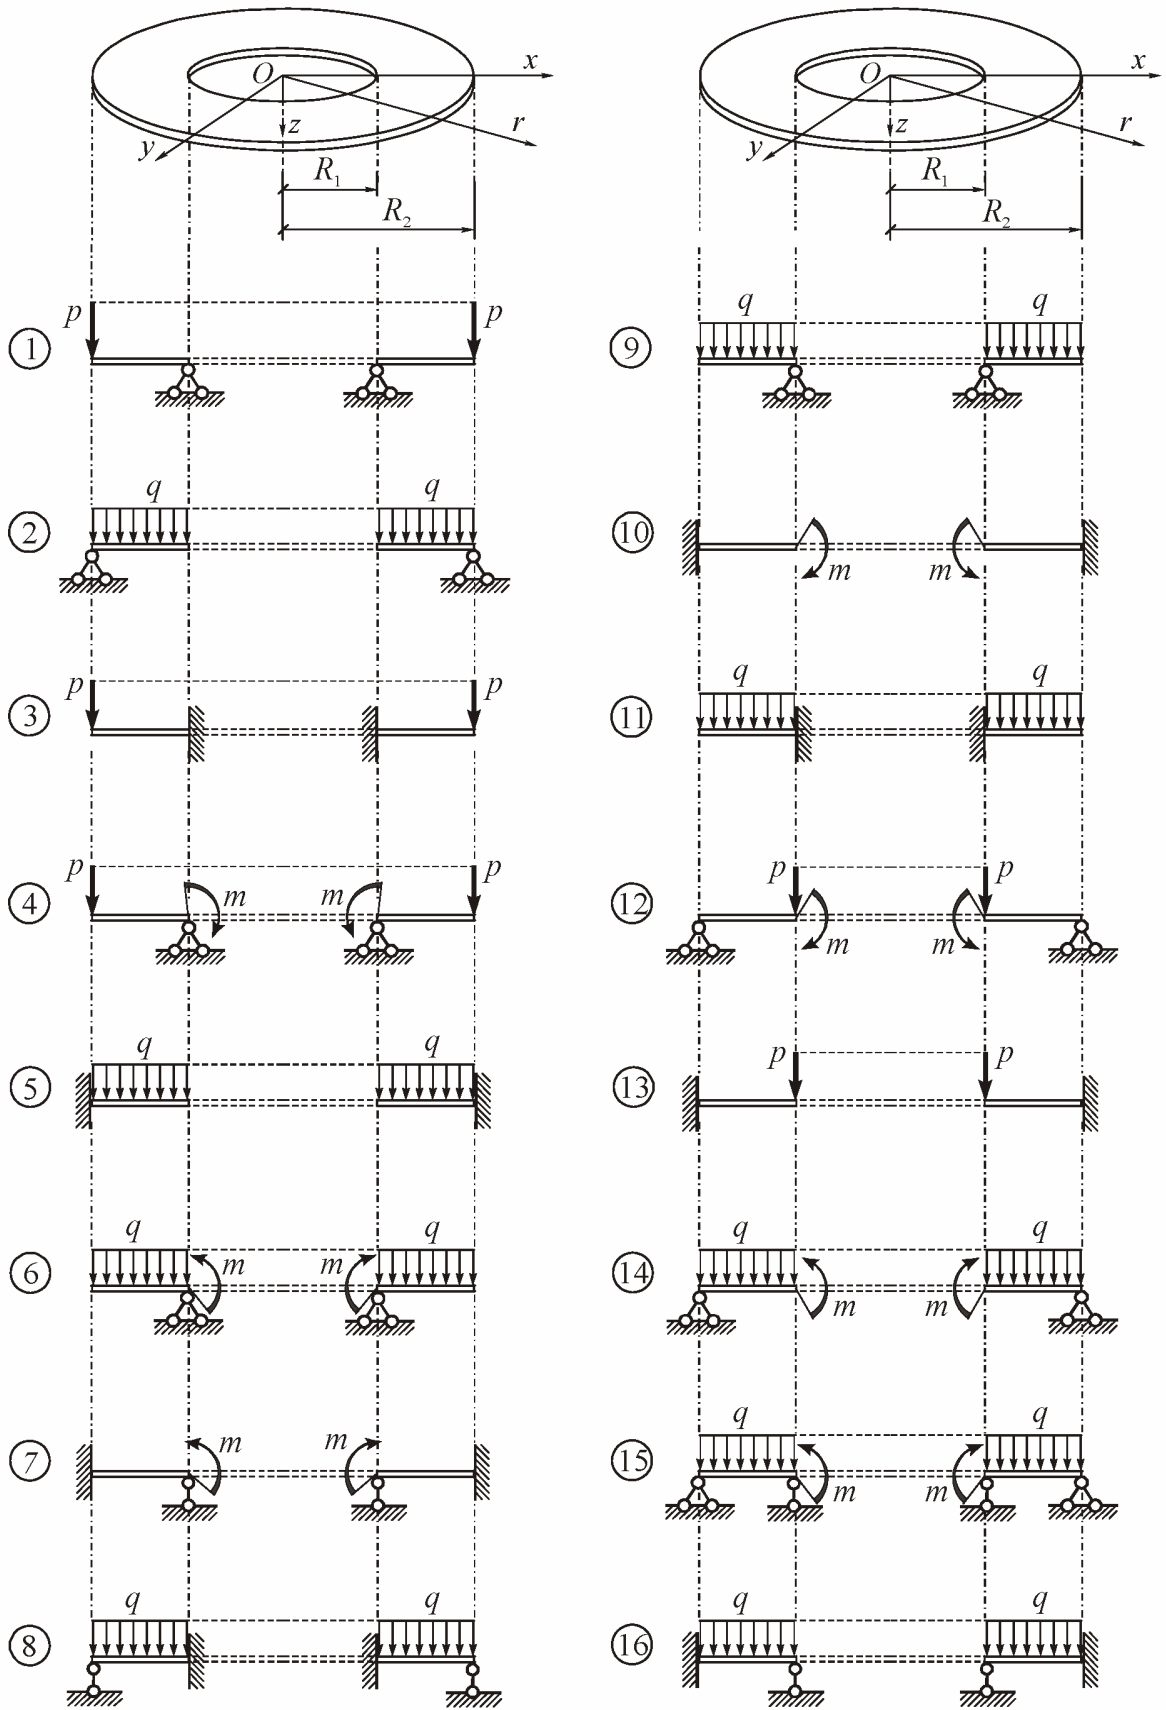 O x
z r
y
R₁
R₂
O x
z r
y
R₁
R₂
1 p p
2 q q
3 p p
4 p m m p
5 q q
6 q m m q
7 m m
8 q q
9 q q
10 m m
11 q q
12 p p m m
13 p p
14 q m m q
15 q m m q
16 q q